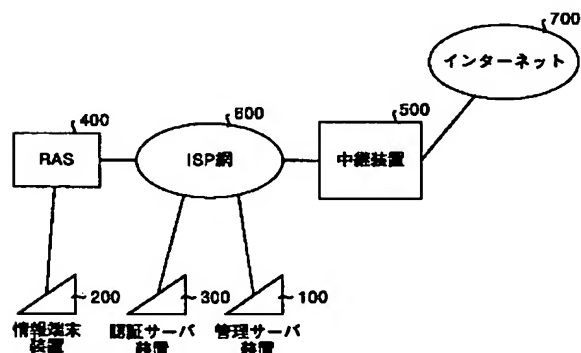 700
インターネット
400
600
500
RAS
ISP網
中継装置
200
300
100
情報端末
装置
認証サーバ
装置
管理サーバ
装置